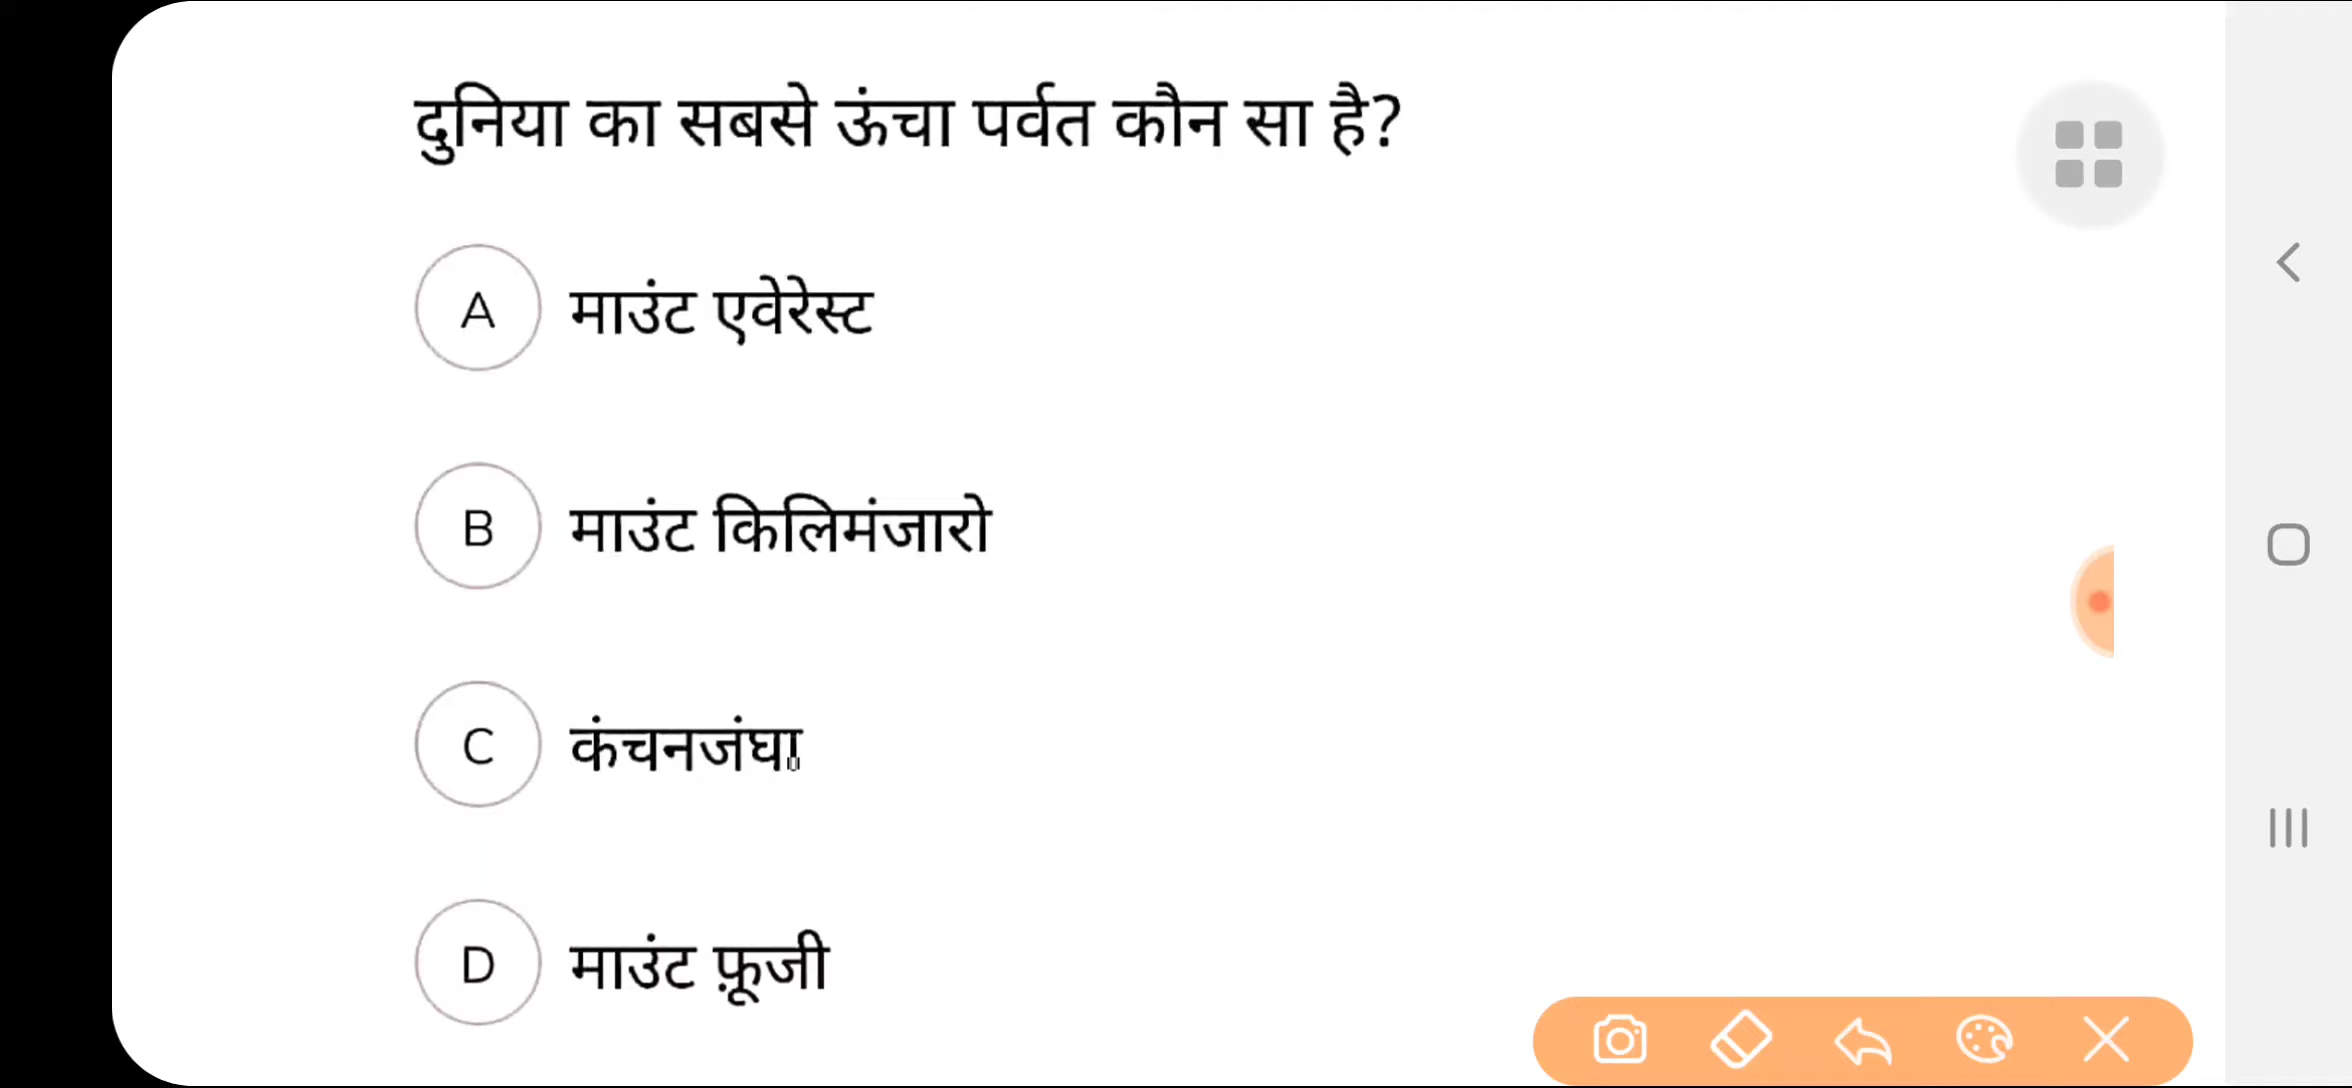 दुनिया का सबसे ऊंचा पर्वत कौन सा है?
A माउंट एवेरेस्ट
B माउंट किलिमंजारो
C कंचनजंघा
D माउंट फ़ूजी